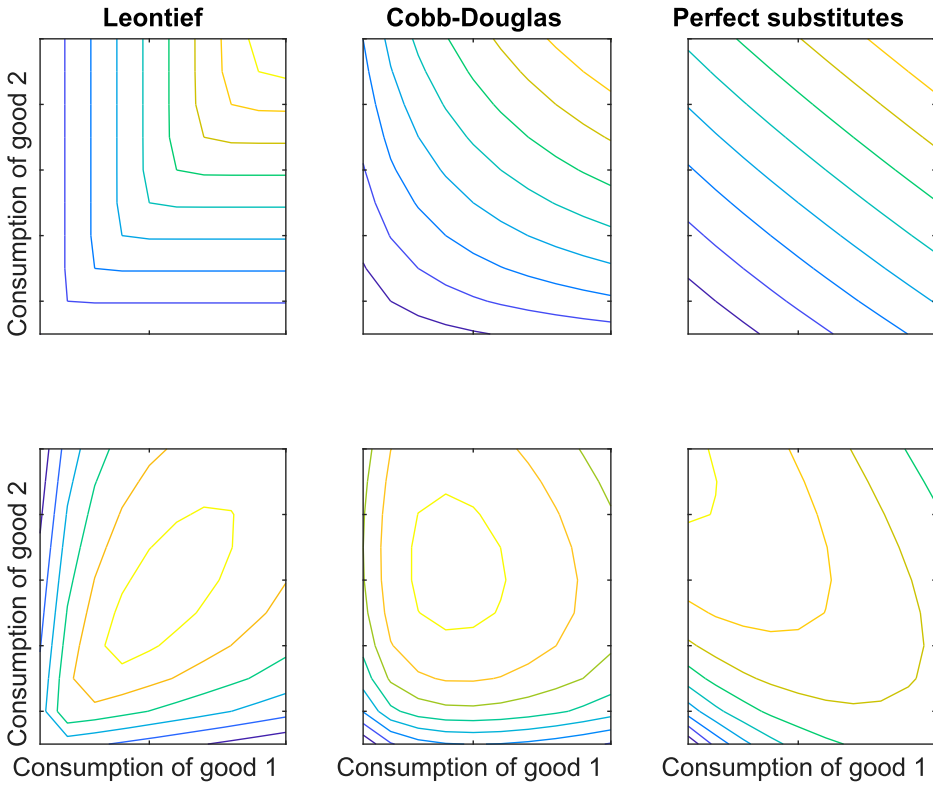 Leontief
Cobb-Douglas
Perfect substitutes
Consumption of good 2
Consumption of good 2
Consumption of good 1
Consumption of good 1
Consumption of good 1